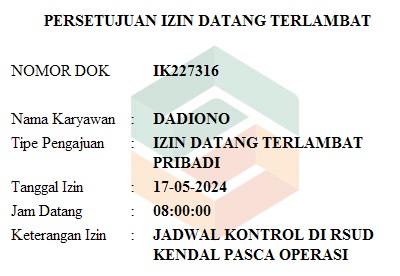 PERSETUJUAN IZIN DATANG TERLAMBAT
NOMOR DOK IK227316
Nama Karyawan : DADIONO
Tipe Pengajuan : IZIN DATANG TERLAMBAT
PRIBADI
Tanggal Izin : 17-05-2024
Jam Datang : 08:00:00
Keterangan Izin : JADWAL KONTROL DI RSUD
KENDAL PASCA OPERASI